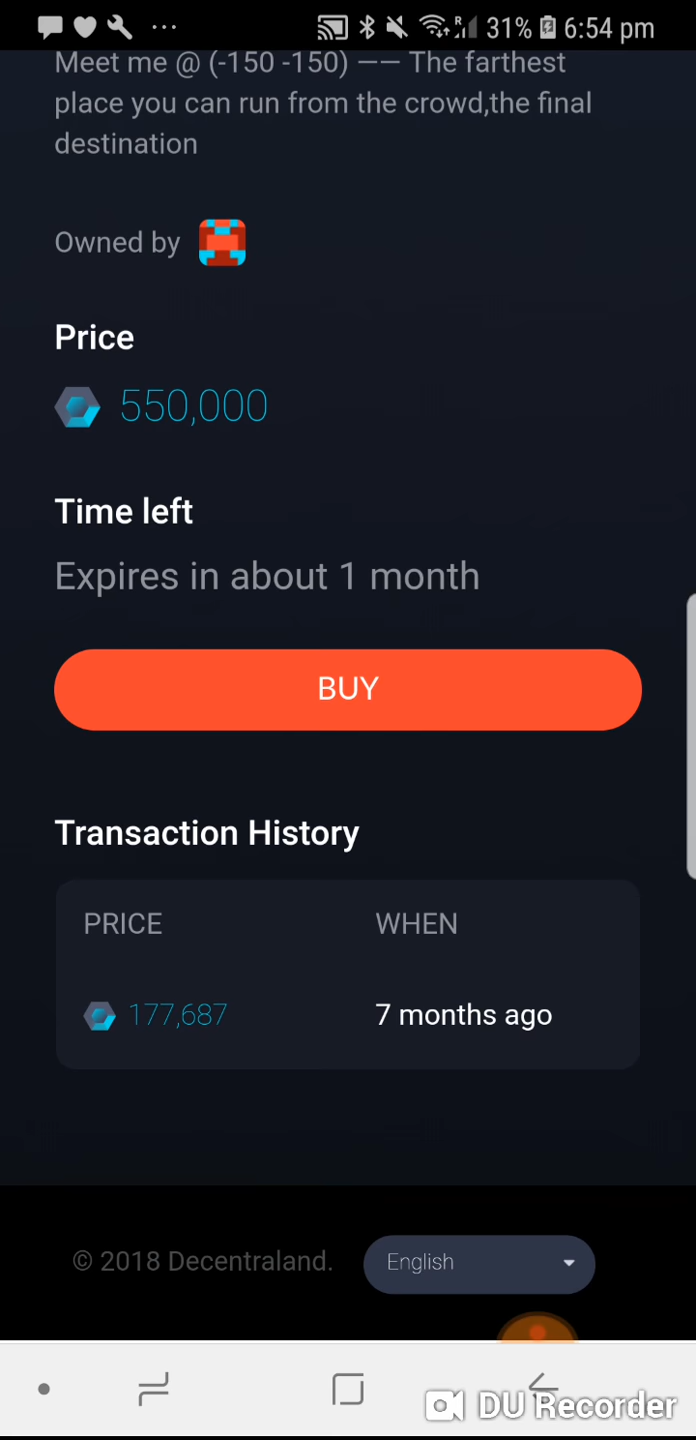 31% 6:54 pm
Meet me @ (-150 -150) —— The farthest
place you can run from the crowd,the final
destination
Owned by
Price
550,000
Time left
Expires in about 1 month
BUY
Transaction History
PRICE WHEN
177,687 7 months ago
© 2018 Decentraland. English
DU Recorder